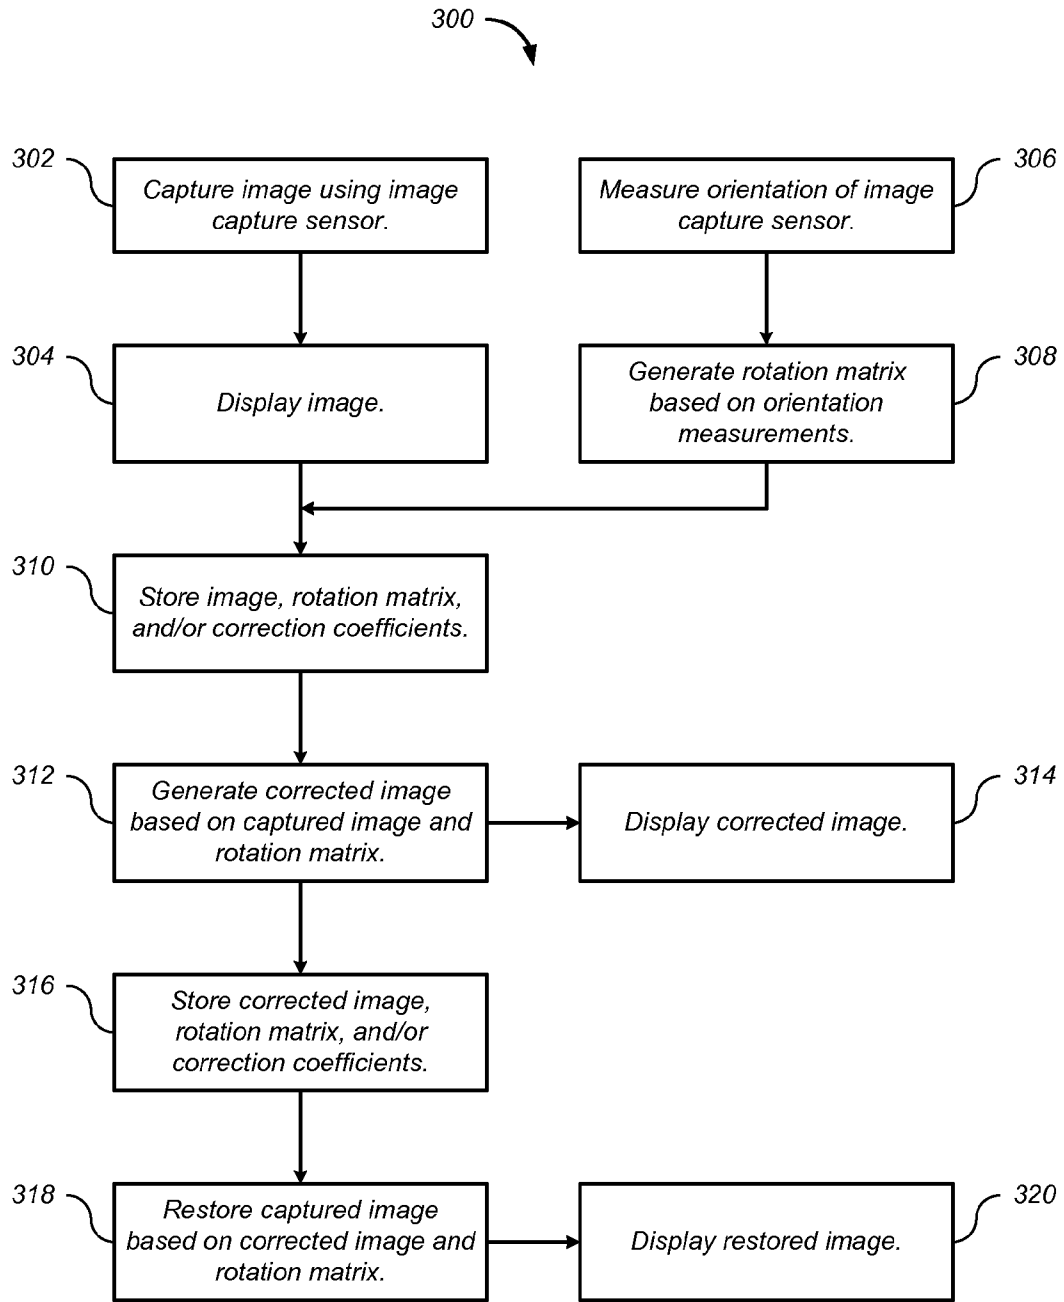 300
302
Capture image using image
capture sensor.
306
Measure orientation of image
capture sensor.
304
Display image.
308
Generate rotation matrix
based on orientation
measurements.
310
Store image, rotation matrix,
and/or correction coefficients.
312
Generate corrected image
based on captured image and
rotation matrix.
314
Display corrected image.
316
Store corrected image,
rotation matrix, and/or
correction coefficients.
318
Restore captured image
based on corrected image and
rotation matrix.
320
Display restored image.